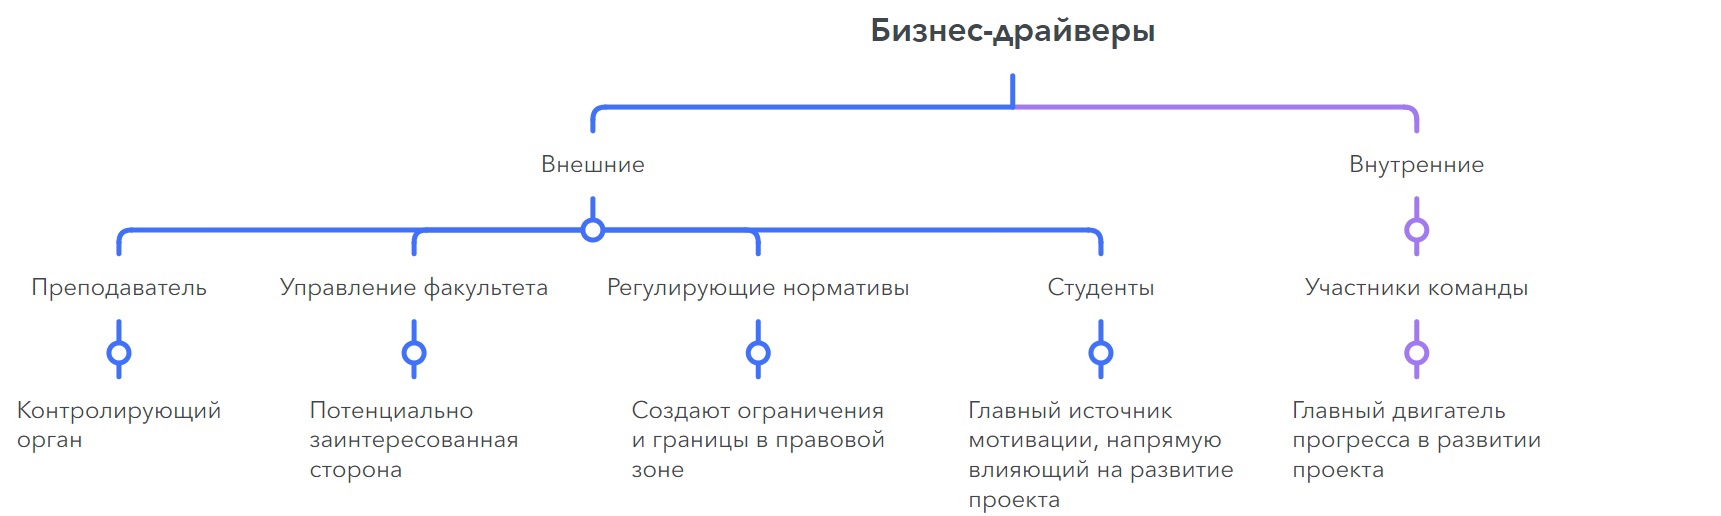 Бизнес-драйверы
Внешние
Внутренние
Преподаватель
Управление факультета
Регулирующие нормативы
Студенты
Участники команды
Контролирующий
орган
Потенциально
заинтересованная
сторона
Создают ограничения
и границы в правовой
зоне
Главный источник
мотивации, напрямую
влияющий на развитие
проекта
Главный двигатель
прогресса в развитии
проекта